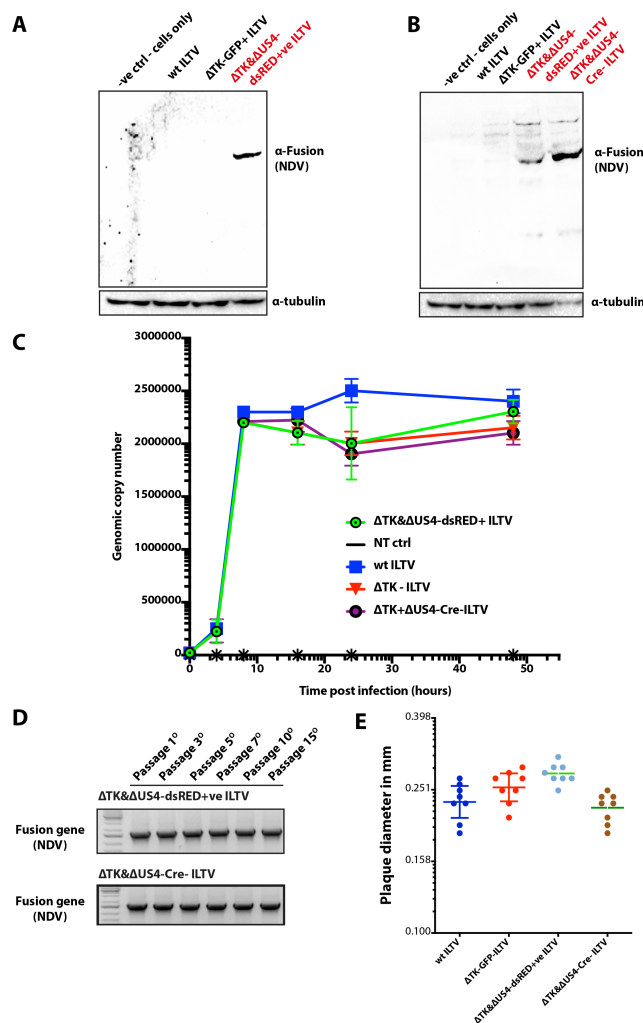 A
-ve ctrl - cells only
wt ILTV
ΔTK-GFP+ ILTV
ΔTK&ΔUS4-
dsRED+ve ILTV
α-Fusion
(NDV)
α-tubulin
B
-ve ctrl - cells only
wt ILTV
ΔTK-GFP+ ILTV
ΔTK&ΔUS4-
dsRED+ve ILTV
ΔTK&ΔUS4-
Cre- ILTV
α-Fusion
(NDV)
α-tubulin
C
Genomic copy number
3000000
2500000
2000000
1500000
1000000
500000
0
0
10
20
30
40
50
Time post infection (hours)
ΔTK&ΔUS4-dsRED+ ILTV
NT ctrl
wt ILTV
ΔTK - ILTV
ΔTK+ΔUS4-Cre-ILTV
D
Passage 1º
Passage 3º
Passage 5º
Passage 7º
Passage 10º
Passage 15º
ΔTK&ΔUS4-dsRED+ve ILTV
Fusion gene
(NDV)
ΔTK&ΔUS4-Cre- ILTV
Fusion gene
(NDV)
E
Plaque diameter in mm
0.398
0.251
0.158
0.100
wt ILTV
ΔTK-GFP-ILTV
ΔTK&ΔUS4-dsRED+ve ILTV
ΔTK&ΔUS4-Cre- ILTV